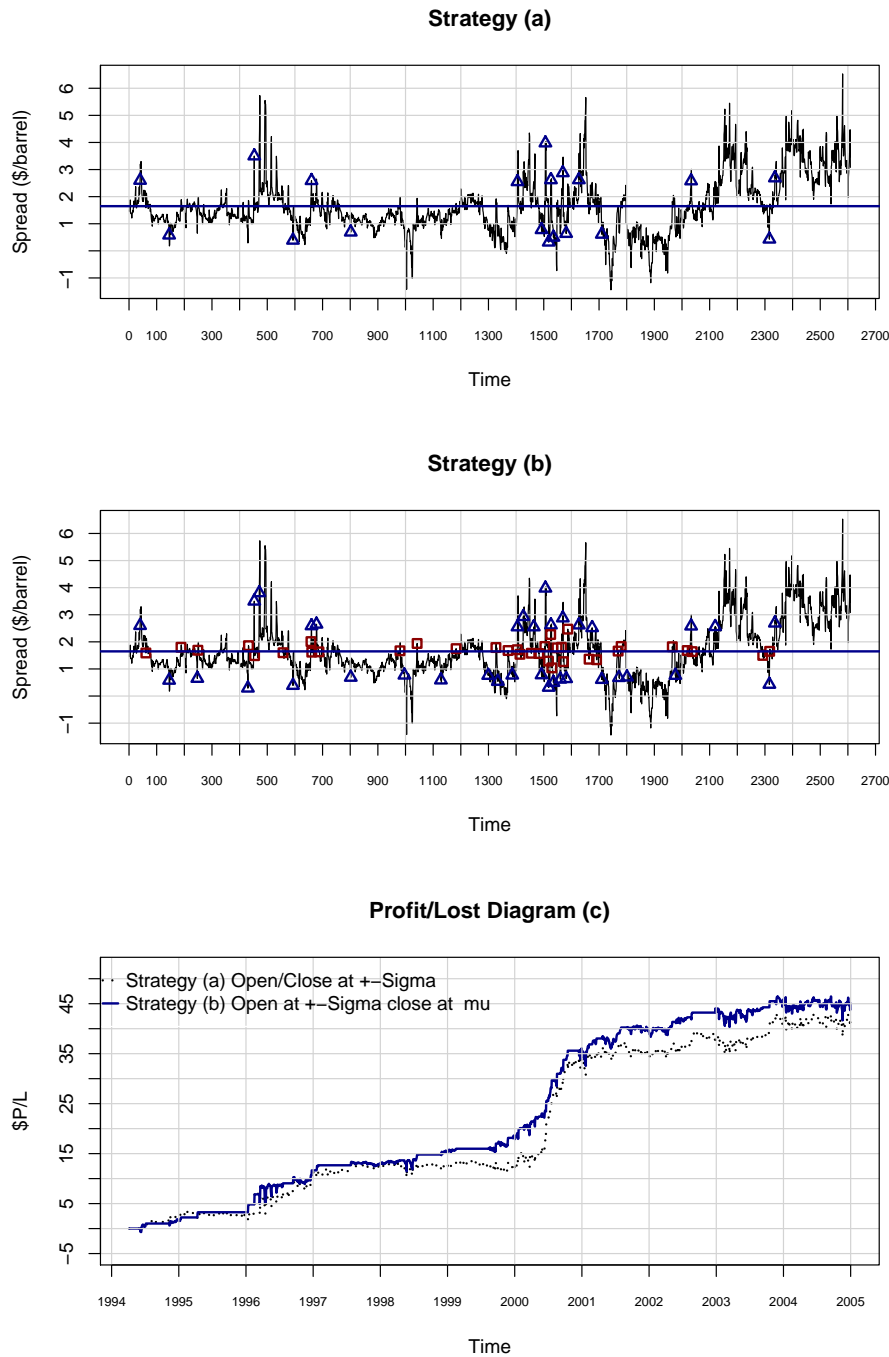 Strategy (a)
Spread ($/barrel)
6
5
4
3
2
1
−1
0 100 300 500 700 900 1100 1300 1500 1700 1900 2100 2300 2500 2700
Time
Strategy (b)
Spread ($/barrel)
6
5
4
3
2
1
−1
0 100 300 500 700 900 1100 1300 1500 1700 1900 2100 2300 2500 2700
Time
Profit/Lost Diagram (c)
Strategy (a) Open/Close at +−Sigma
Strategy (b) Open at +−Sigma close at mu
$P/L
45
35
25
15
5
−5
1994 1995 1996 1997 1998 1999 2000 2001 2002 2003 2004 2005
Time